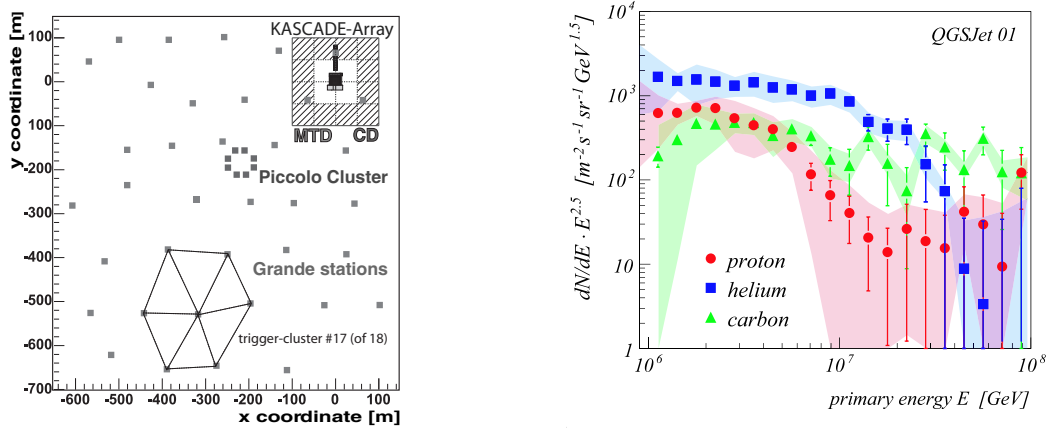 y coordinate [m]
100
0
-100
-200
-300
-400
-500
-600
-700
KASCADE-Array
MTD CD
Piccolo Cluster
Grande stations
trigger-cluster #17 (of 18)
-600 -500 -400 -300 -200 -100 0 100
x coordinate [m]
dN/dE · E^2.5 [m^-2 s^-1 sr^-1 GeV^1.5]
10^4
10^3
10^2
10
1
QGSJet 01
proton
helium
carbon
10^6 10^7 10^8
primary energy E [GeV]